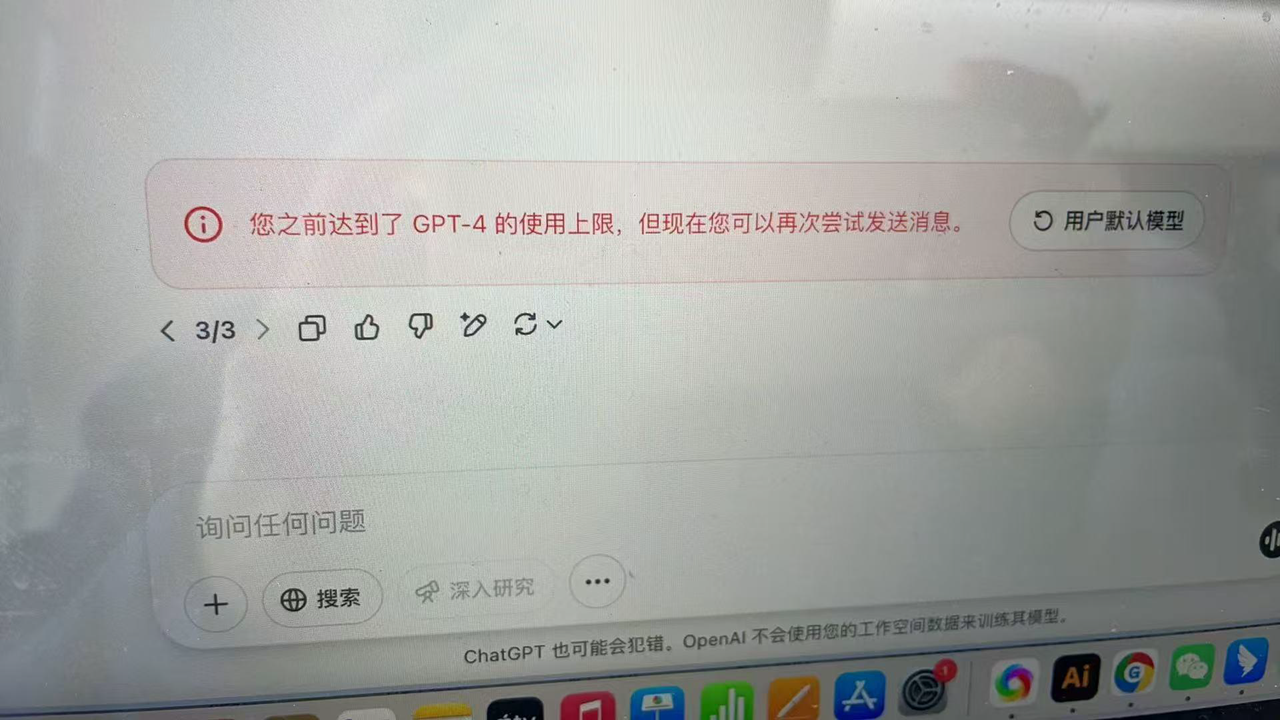 您之前达到了 GPT-4 的使用上限，但现在您可以再次尝试发送消息。
用户默认模型
3/3
询问任何问题
搜索
深入研究
ChatGPT 也可能会犯错。OpenAI 不会使用您的工作空间数据来训练其模型。
1
Ai
G